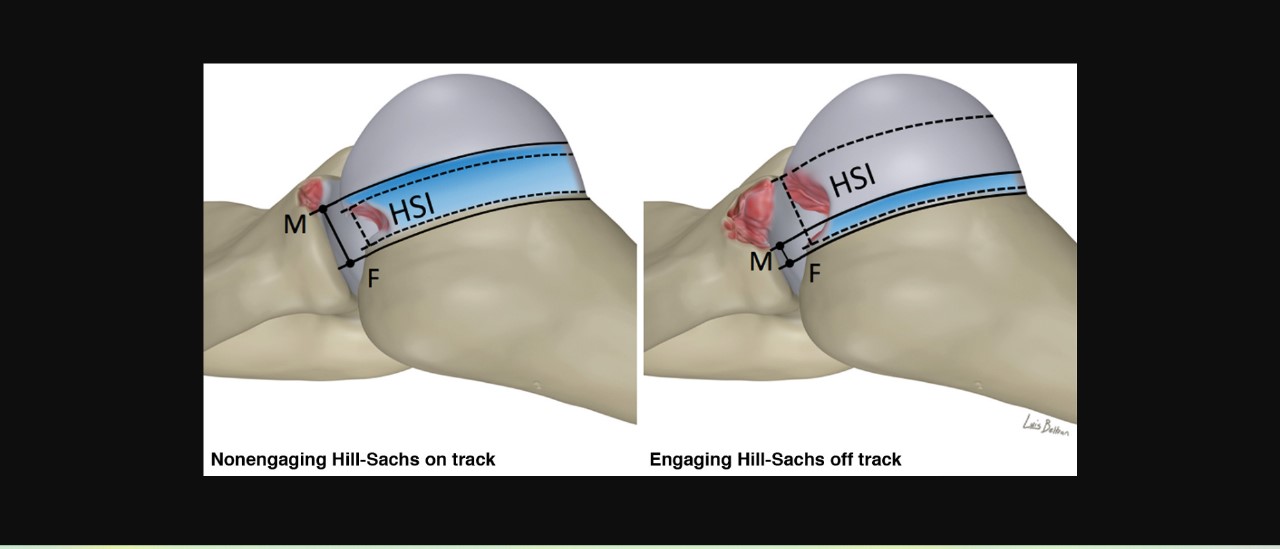 HSI
M
F
Nonengaging Hill-Sachs on track
HSI
M
F
Luis Beltran
Engaging Hill-Sachs off track